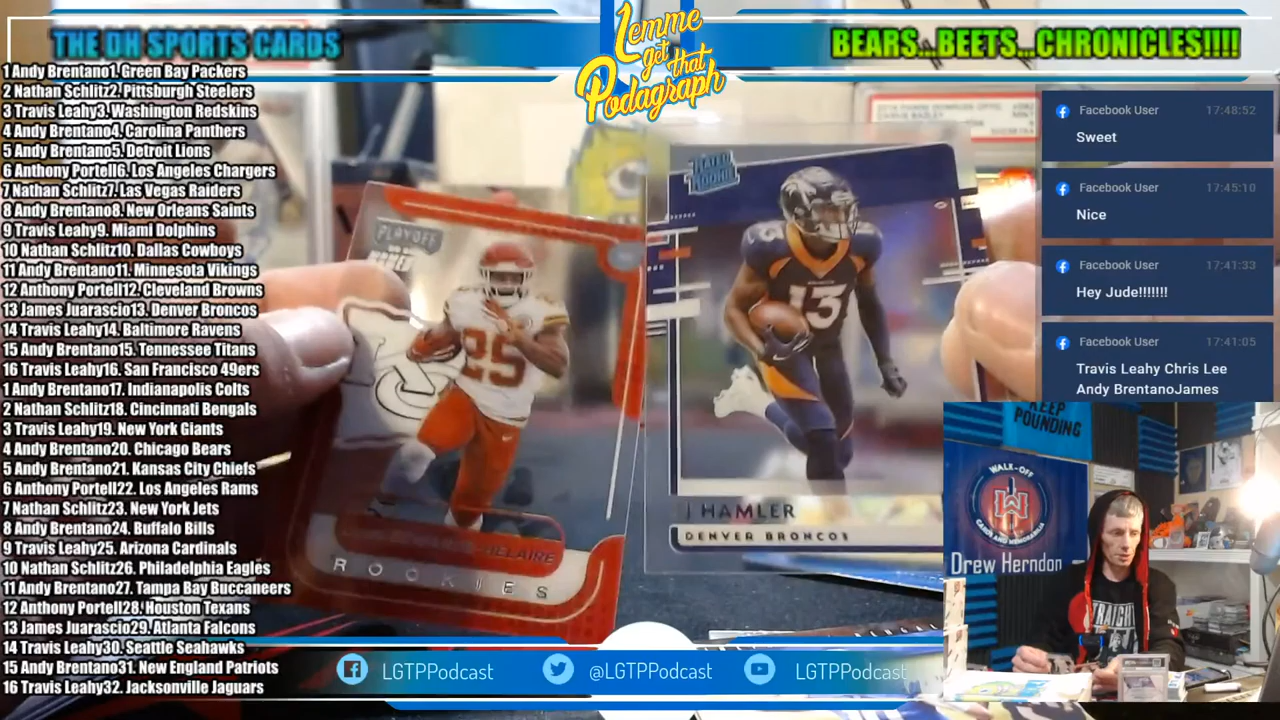 THE DH SPORTS CARDS
Lemme
get
that
Podagraph
BEARS...BEETS...CHRONICLES!!!!
1 Andy Brentano1. Green Bay Packers
2 Nathan Schlitz2. Pittsburgh Steelers
3 Travis Leahy3. Washington Redskins
4 Andy Brentano4. Carolina Panthers
5 Andy Brentano5. Detroit Lions
6 Anthony Portell6. Los Angeles Chargers
7 Nathan Schlitz7. Las Vegas Raiders
8 Andy Brentano8. New Orleans Saints
9 Travis Leahy9. Miami Dolphins
10 Nathan Schlitz10. Dallas Cowboys
11 Andy Brentano11. Minnesota Vikings
12 Anthony Portell12. Cleveland Browns
13 James Juarascio13. Denver Broncos
14 Travis Leahy14. Baltimore Ravens
15 Andy Brentano15. Tennessee Titans
16 Travis Leahy16. San Francisco 49ers
1 Andy Brentano17. Indianapolis Colts
2 Nathan Schlitz18. Cincinnati Bengals
3 Travis Leahy19. New York Giants
4 Andy Brentano20. Chicago Bears
5 Andy Brentano21. Kansas City Chiefs
6 Anthony Portell22. Los Angeles Rams
7 Nathan Schlitz23. New York Jets
8 Andy Brentano24. Buffalo Bills
9 Travis Leahy25. Arizona Cardinals
10 Nathan Schlitz26. Philadelphia Eagles
11 Andy Brentano27. Tampa Bay Buccaneers
12 Anthony Portell28. Houston Texans
13 James Juarascio29. Atlanta Falcons
14 Travis Leahy30. Seattle Seahawks
15 Andy Brentano31. New England Patriots
16 Travis Leahy32. Jacksonville Jaguars
PLAYOFF
25
HELAIRE
ROOKIES
RATED
ROOKIE
13
J HAMLER
DENVER BRONCOS
Facebook User 17:48:52
Sweet
Facebook User 17:45:10
Nice
Facebook User 17:41:33
Hey Jude!!!!!!!
Facebook User 17:41:05
Travis Leahy Chris Lee
Andy BrentanoJames
KEEP
POUNDING
WALK-OFF
CARDS AND MEMORABILIA
Drew Herndon
LGTPPodcast
@LGTPPodcast
LGTPPodcast